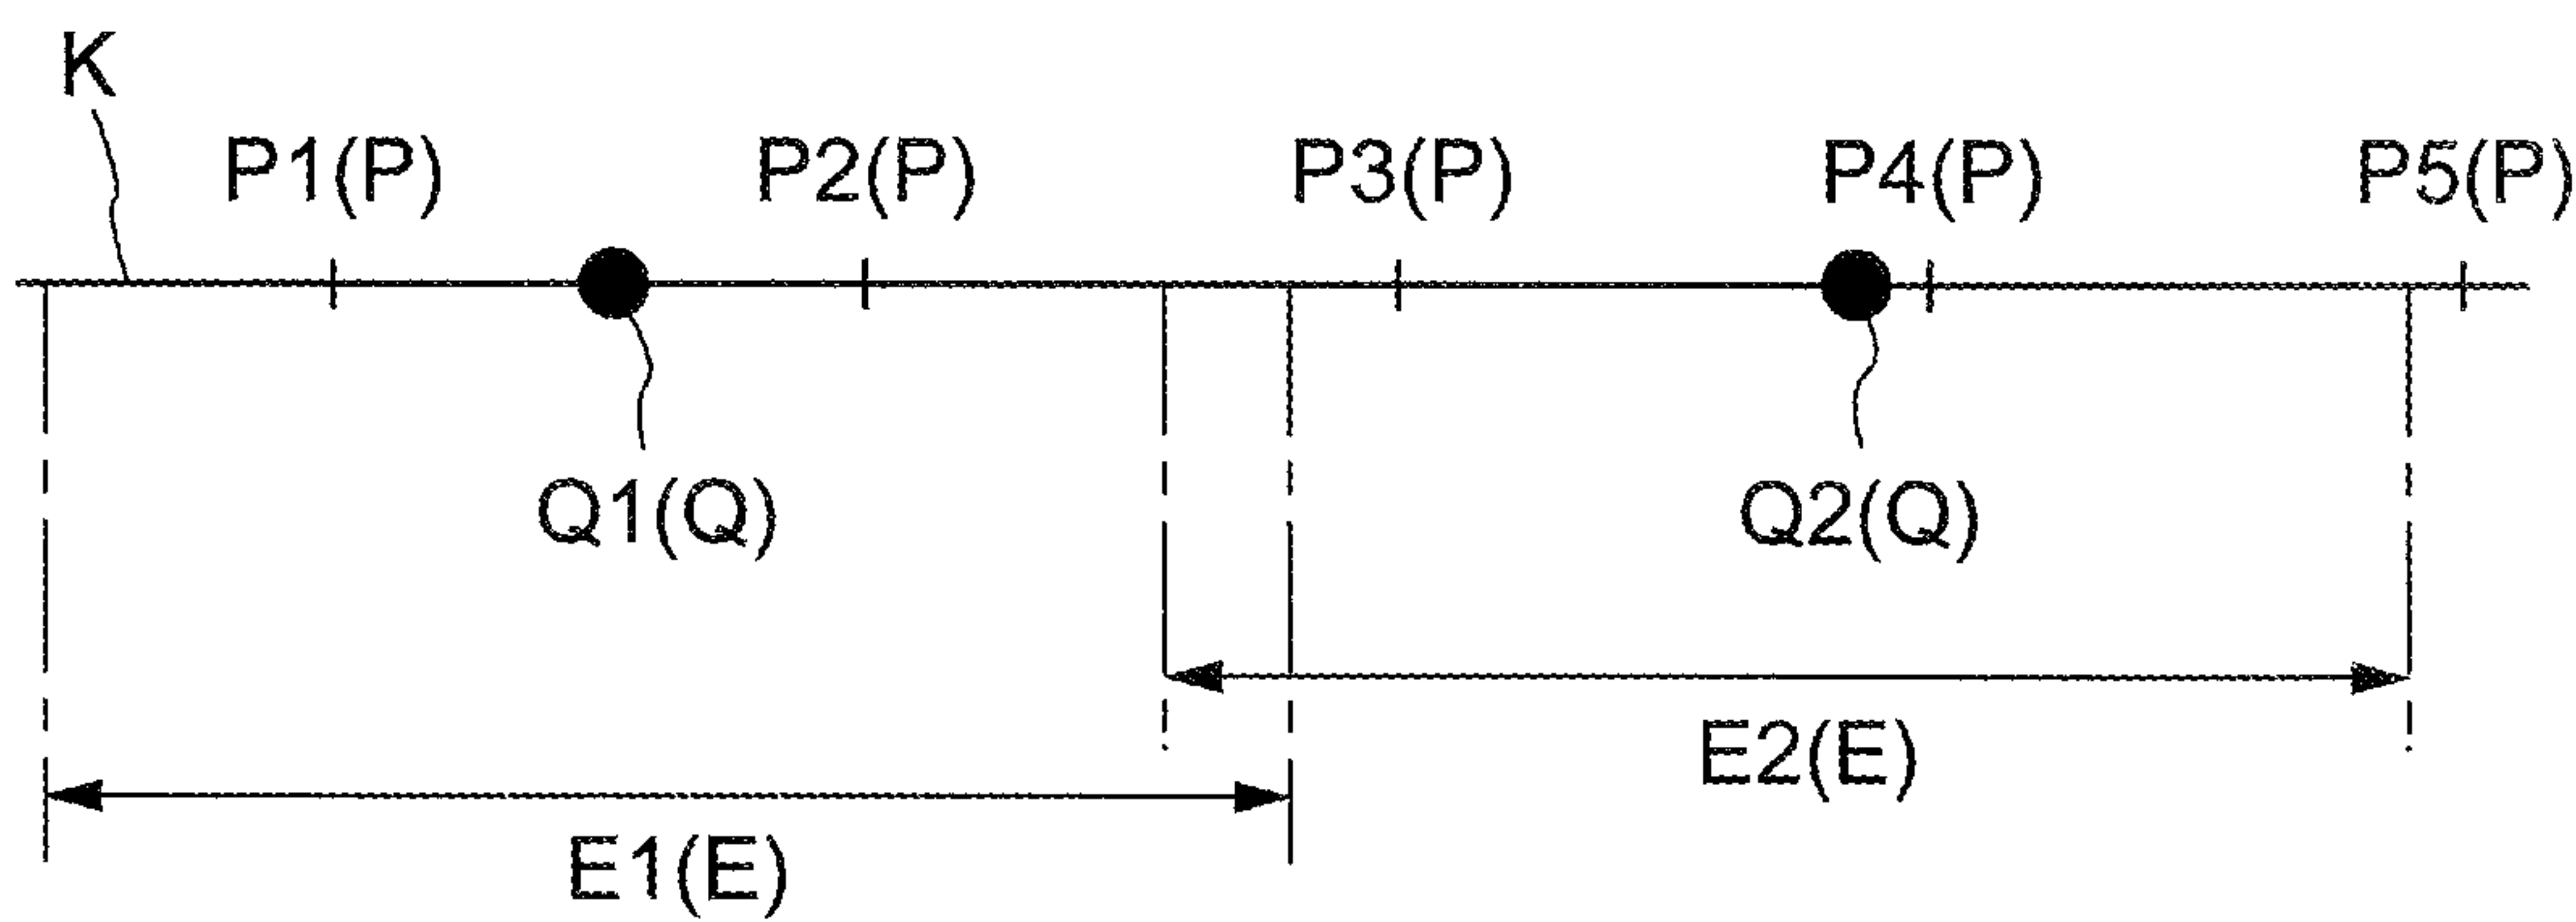 K
P1(P) P2(P) P3(P) P4(P) P5(P)
Q1(Q) Q2(Q)
E2(E)
E1(E)